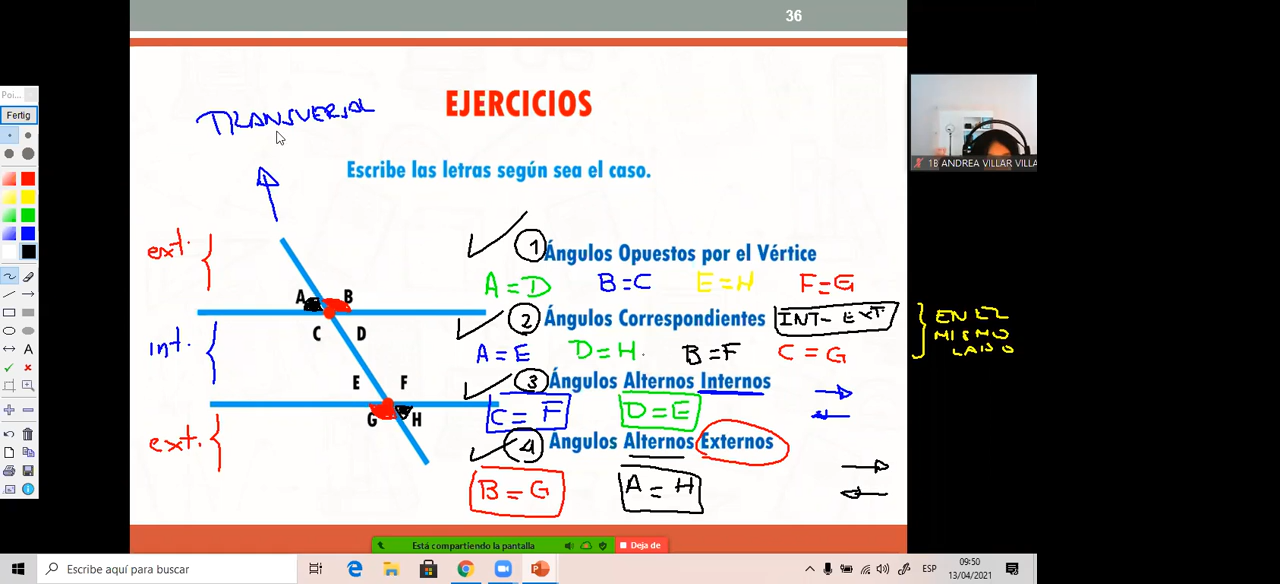 36
Poi...
Fertig
TRANSVERSAL
EJERCICIOS
Escribe las letras según sea el caso.
1B ANDREA VILLAR VILLA
ext.
1 Ángulos Opuestos por el Vértice
A=D B=C E=H F=G
A B
2 Ángulos Correspondientes INT- EXT
EN EL
MISMO
LADO
C D
int.
A=E D=H. B=F C=G
E F
3 Ángulos Alternos Internos
C=F D=E
G H
ext.
4 Ángulos Alternos Externos
B=G A=H
Está compartiendo la pantalla Deja de
Escribe aquí para buscar
ESP
09:50
13/04/2021